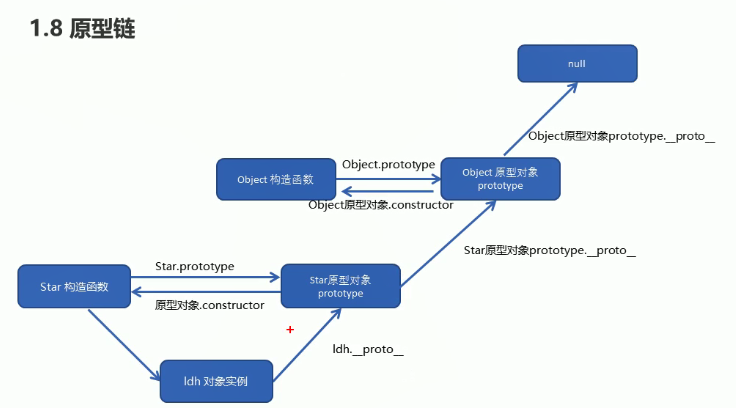 1.8 原型链
null
Object原型对象prototype.__proto__
Object.prototype
Object 构造函数
Object 原型对象
prototype
Object原型对象.constructor
Star原型对象prototype.__proto__
Star.prototype
Star 构造函数
Star原型对象
prototype
原型对象.constructor
ldh.__proto__
ldh 对象实例